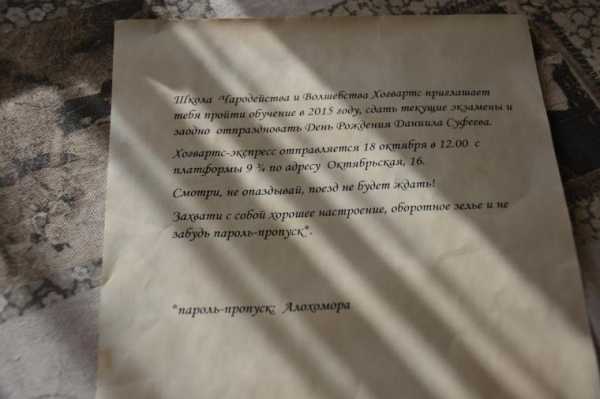 Школа Чародейства и Волшебства Хогвартс приглашает
тебя пройти обучение в 2015 году, сдать текущие экзамены и
заодно отпраздновать День Рождения Даниила Суфеева.
Хогвартс-экспресс отправляется 18 октября в 12.00 с
платформы 9 ¾ по адресу Октябрьская, 16.
Смотри, не опаздывай, поезд не будет ждать!
Захвати с собой хорошее настроение, оборотное зелье и не
забудь пароль-пропуск*.
*пароль-пропуск: Алохомора